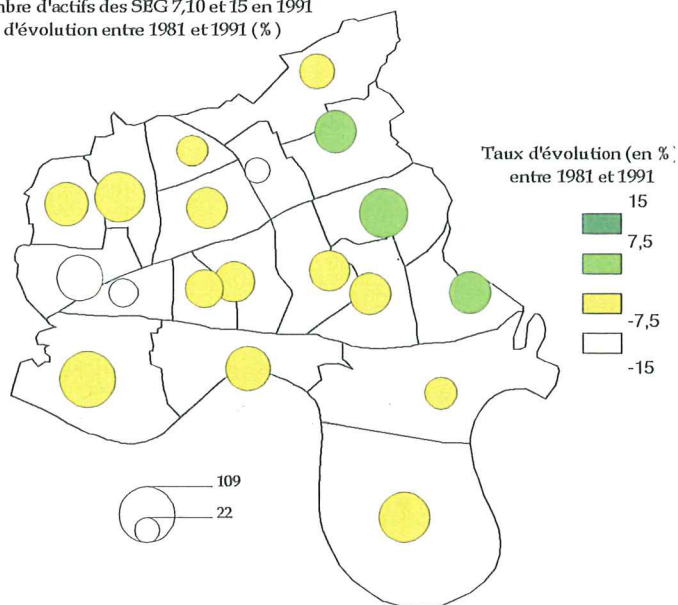 d'actifs des SEG 7,10 et 15 en 1991
d'évolution entre 1981 et 1991 (%)
Taux d'évolution (en %)
entre 1981 et 1991
15
7,5
-7,5
-15
109
22